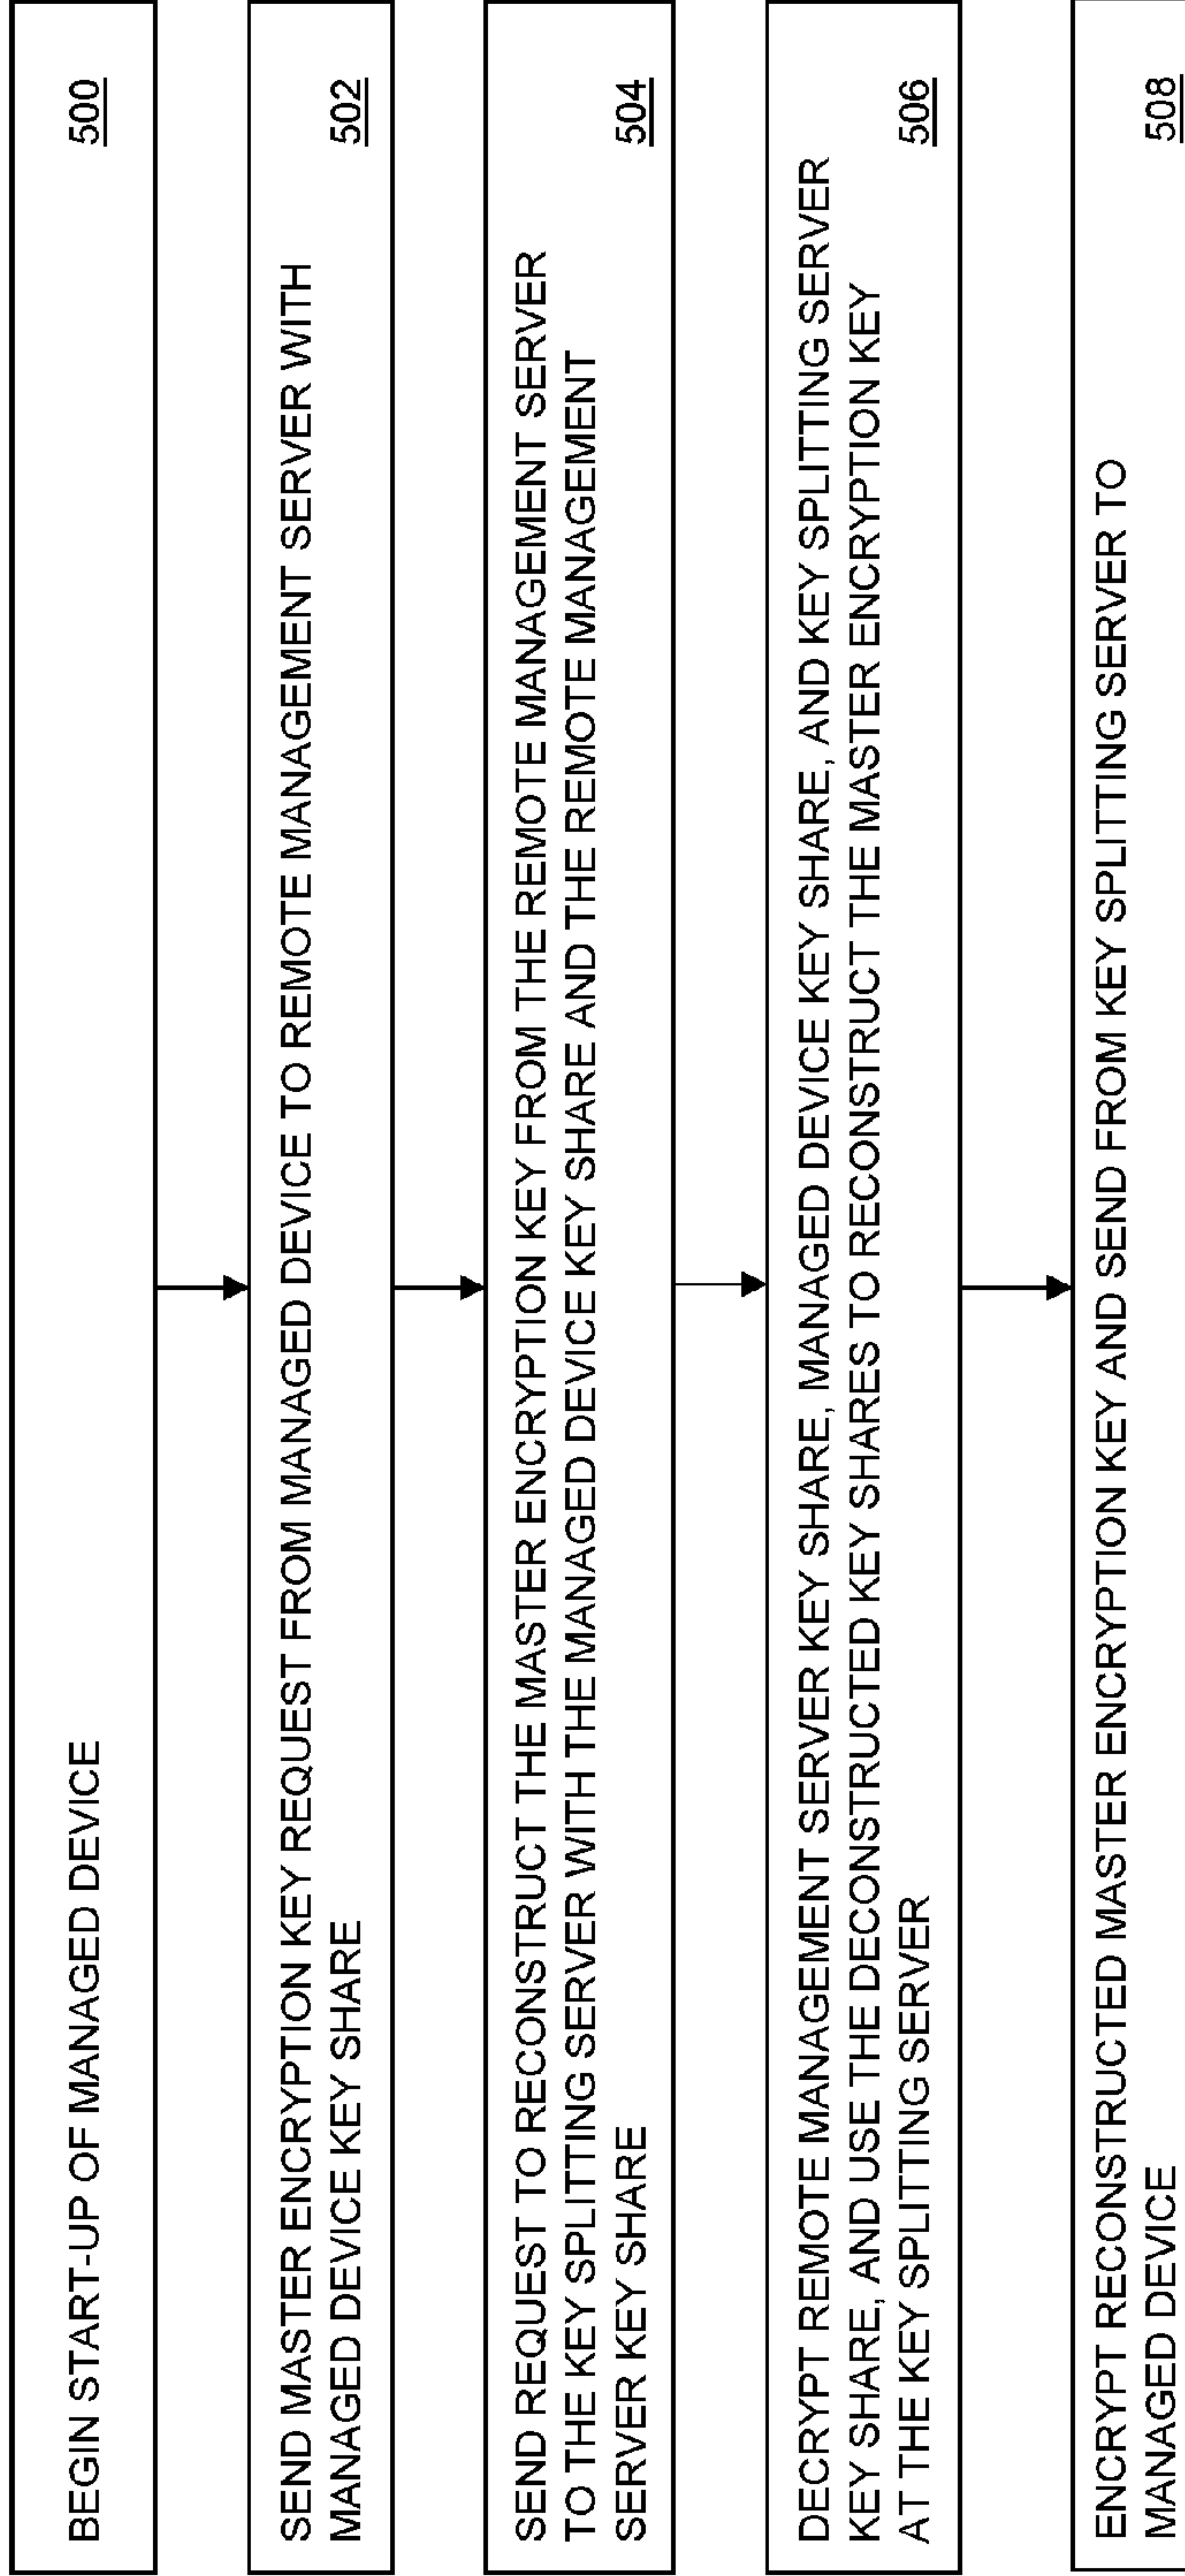 BEGIN START-UP OF MANAGED DEVICE
500
SEND MASTER ENCRYPTION KEY REQUEST FROM MANAGED DEVICE TO REMOTE MANAGEMENT SERVER WITH
MANAGED DEVICE KEY SHARE
502
SEND REQUEST TO RECONSTRUCT THE MASTER ENCRYPTION KEY FROM THE REMOTE MANAGEMENT SERVER
TO THE KEY SPLITTING SERVER WITH THE MANAGED DEVICE KEY SHARE AND THE REMOTE MANAGEMENT
SERVER KEY SHARE
504
DECRYPT REMOTE MANAGEMENT SERVER KEY SHARE, MANAGED DEVICE KEY SHARE, AND KEY SPLITTING SERVER
KEY SHARE, AND USE THE DECONSTRUCTED KEY SHARES TO RECONSTRUCT THE MASTER ENCRYPTION KEY
AT THE KEY SPLITTING SERVER
506
ENCRYPT RECONSTRUCTED MASTER ENCRYPTION KEY AND SEND FROM KEY SPLITTING SERVER TO
MANAGED DEVICE
508